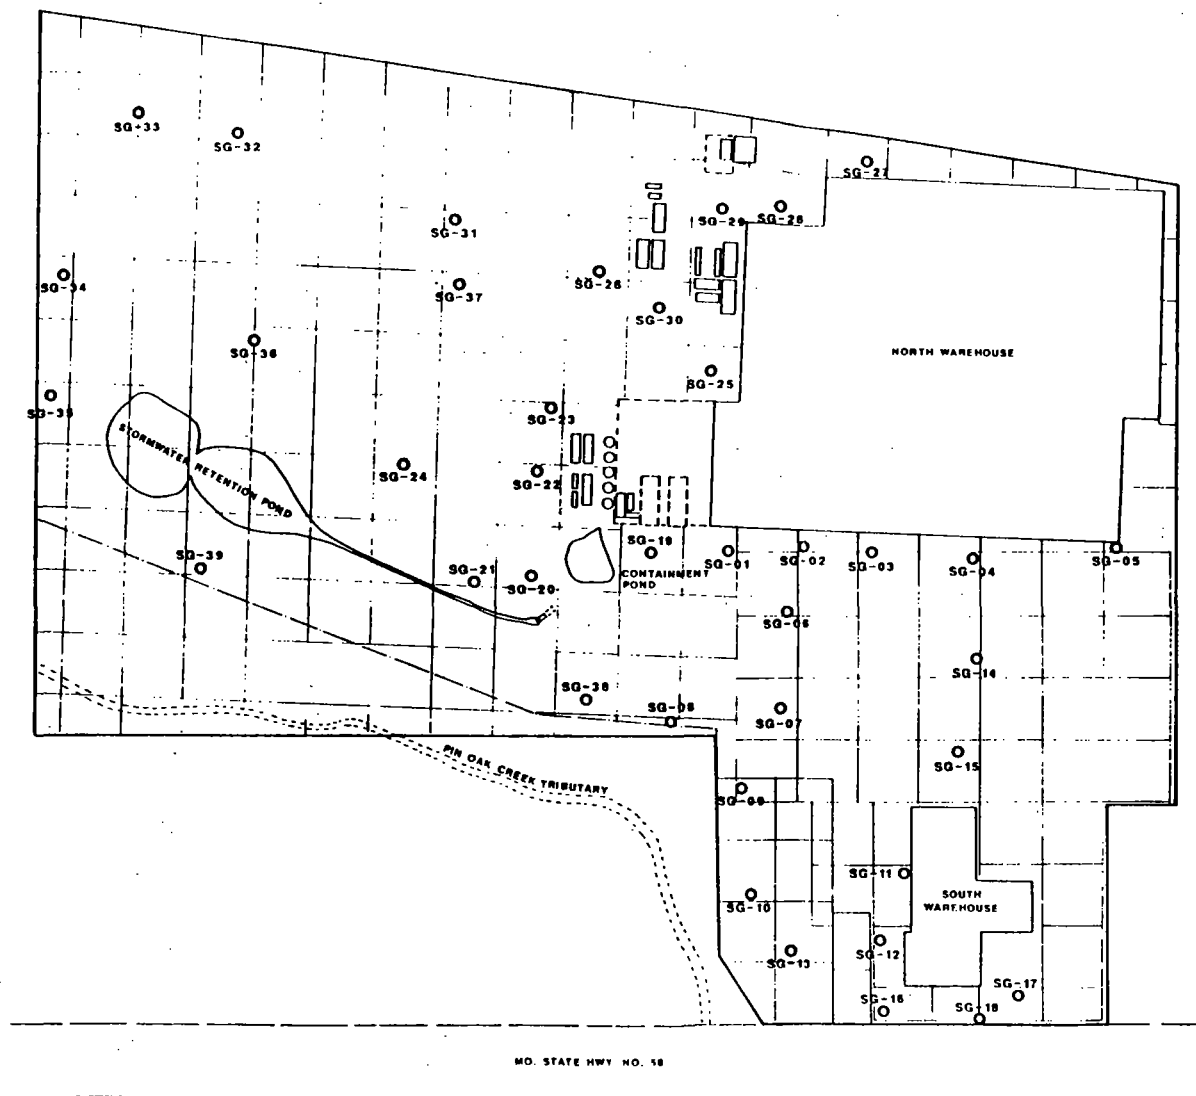 SG-33
SG-32
SG-27
SG-29
SG-28
SG-31
SG-26
SG-34
SG-37
SG-30
SG-36
NORTH WAREHOUSE
SG-25
SG-35
SG-23
STORMWATER RETENTION POND
SG-24
SG-22
SG-39
SG-19
SG-01
SG-02
SG-03
SG-04
SG-05
SG-21
SG-20
CONTAINMENT
POND
SG-06
SG-14
SG-38
SG-08
SG-07
PIN OAK CREEK TRIBUTARY
SG-15
SG-09
SG-11
SOUTH
WAREHOUSE
SG-10
SG-12
SG-13
SG-17
SG-16
SG-18
MO. STATE HWY NO. 58